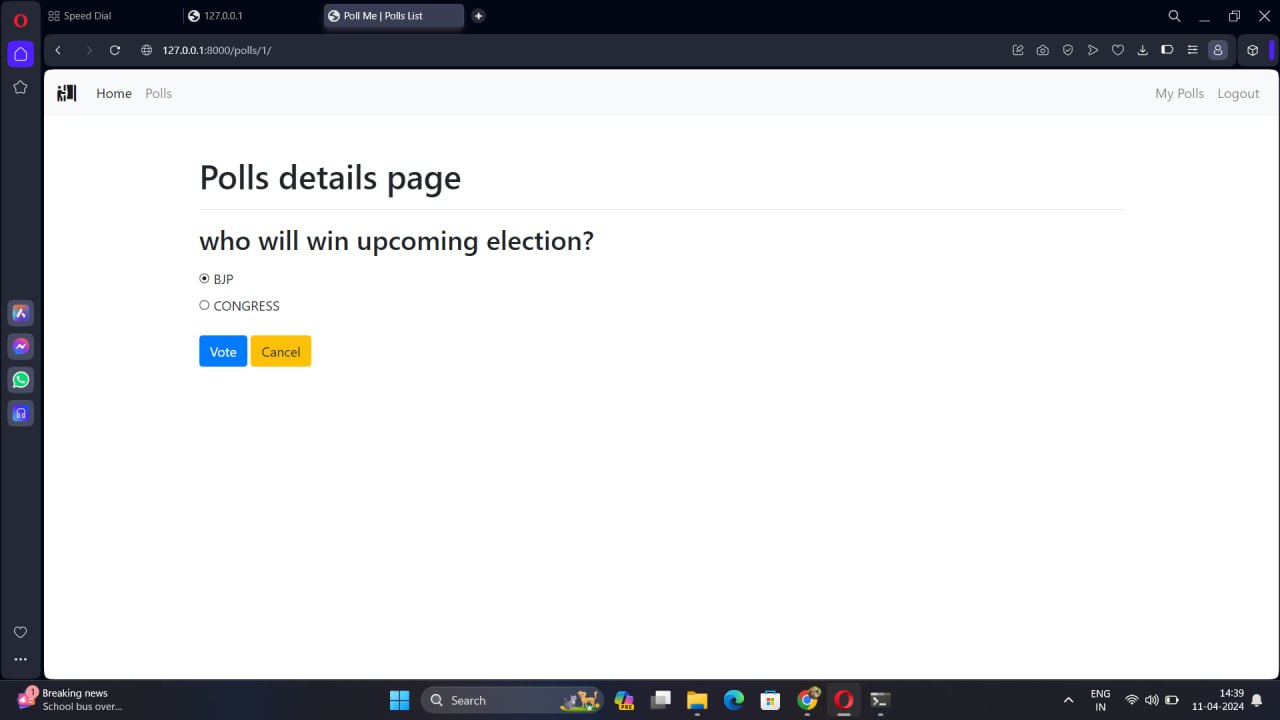 Speed Dial
127.0.0.1
Poll Me | Polls List
127.0.0.1:8000/polls/1/
Home Polls
My Polls Logout
Polls details page
who will win upcoming election?
BJP
CONGRESS
Vote Cancel
1 Breaking news
School bus over...
Search
PRE
ENG
IN
14:39
11-04-2024